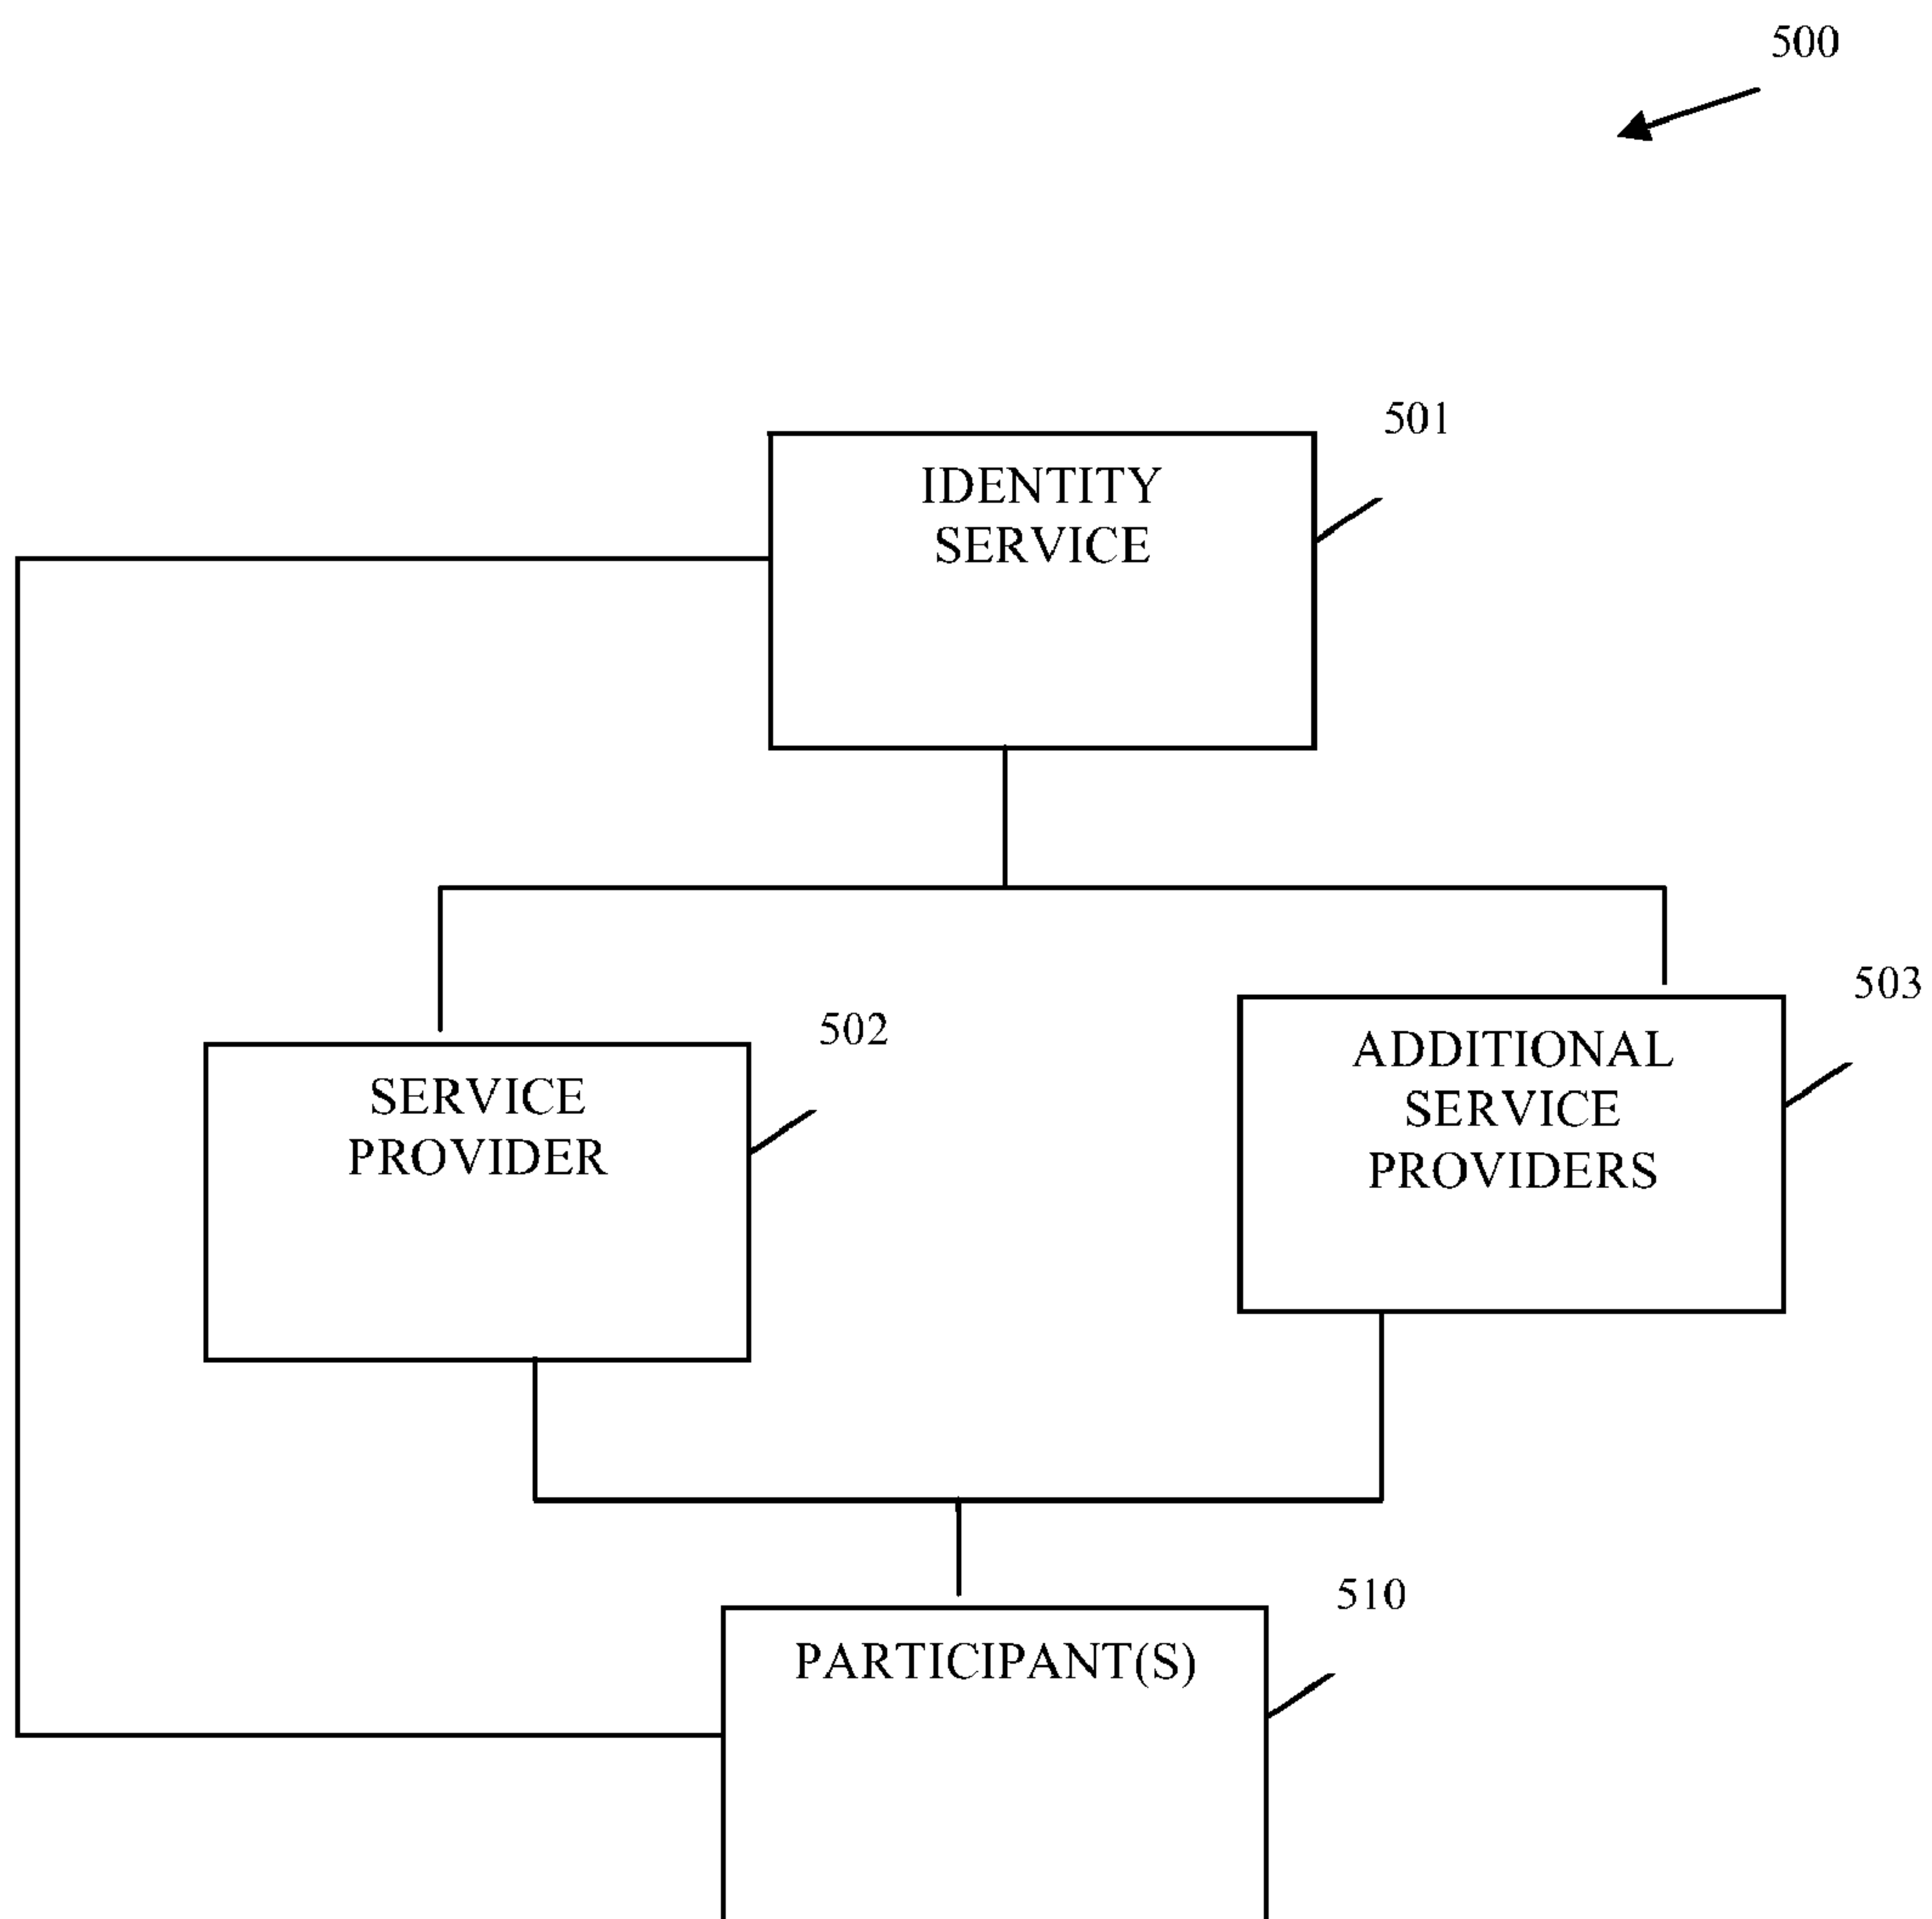 500
501
IDENTITY
SERVICE
503
502
ADDITIONAL
SERVICE
PROVIDERS
SERVICE
PROVIDER
510
PARTICIPANT(S)